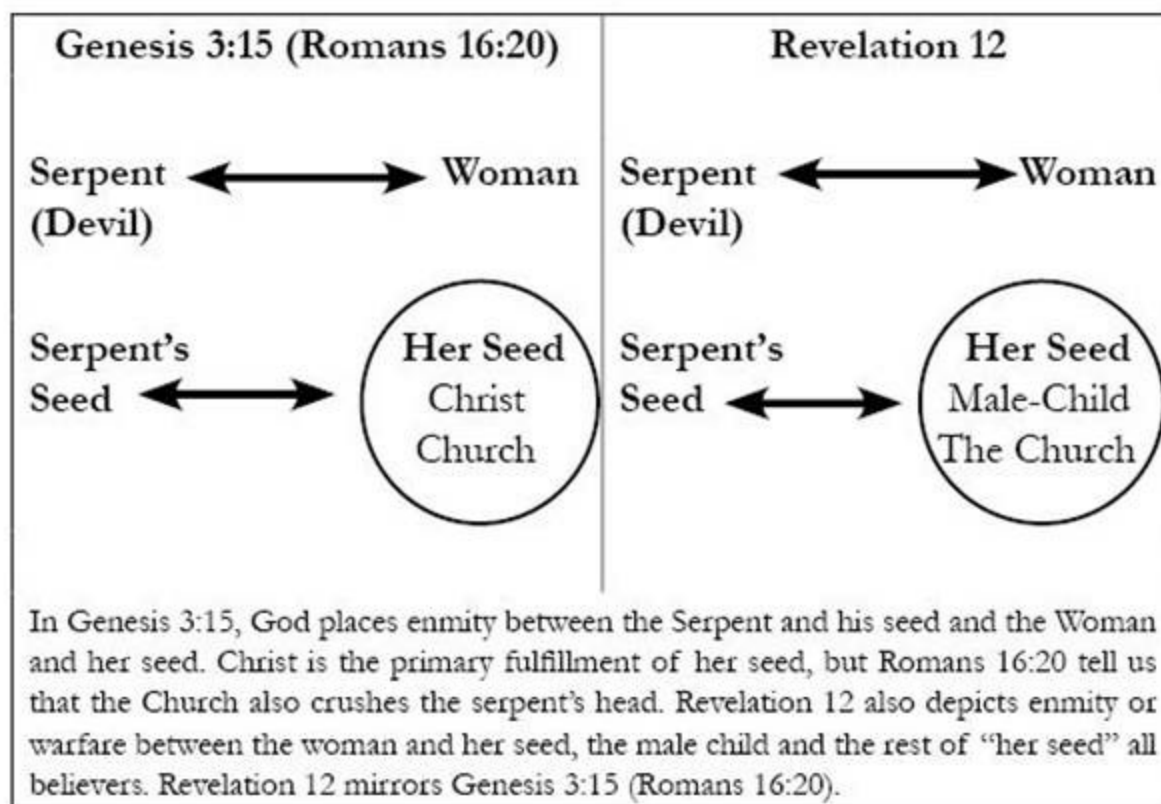 Genesis 3:15 (Romans 16:20)
Serpent
(Devil)
Woman
Serpent's
Seed
Her Seed
Christ
Church
Revelation 12
Serpent
(Devil)
Woman
Serpent's
Seed
Her Seed
Male-Child
The Church
In Genesis 3:15, God places enmity between the Serpent and his seed and the Woman
and her seed. Christ is the primary fulfillment of her seed, but Romans 16:20 tell us
that the Church also crushes the serpent's head. Revelation 12 also depicts enmity or
warfare between the woman and her seed, the male child and the rest of “her seed” all
believers. Revelation 12 mirrors Genesis 3:15 (Romans 16:20).